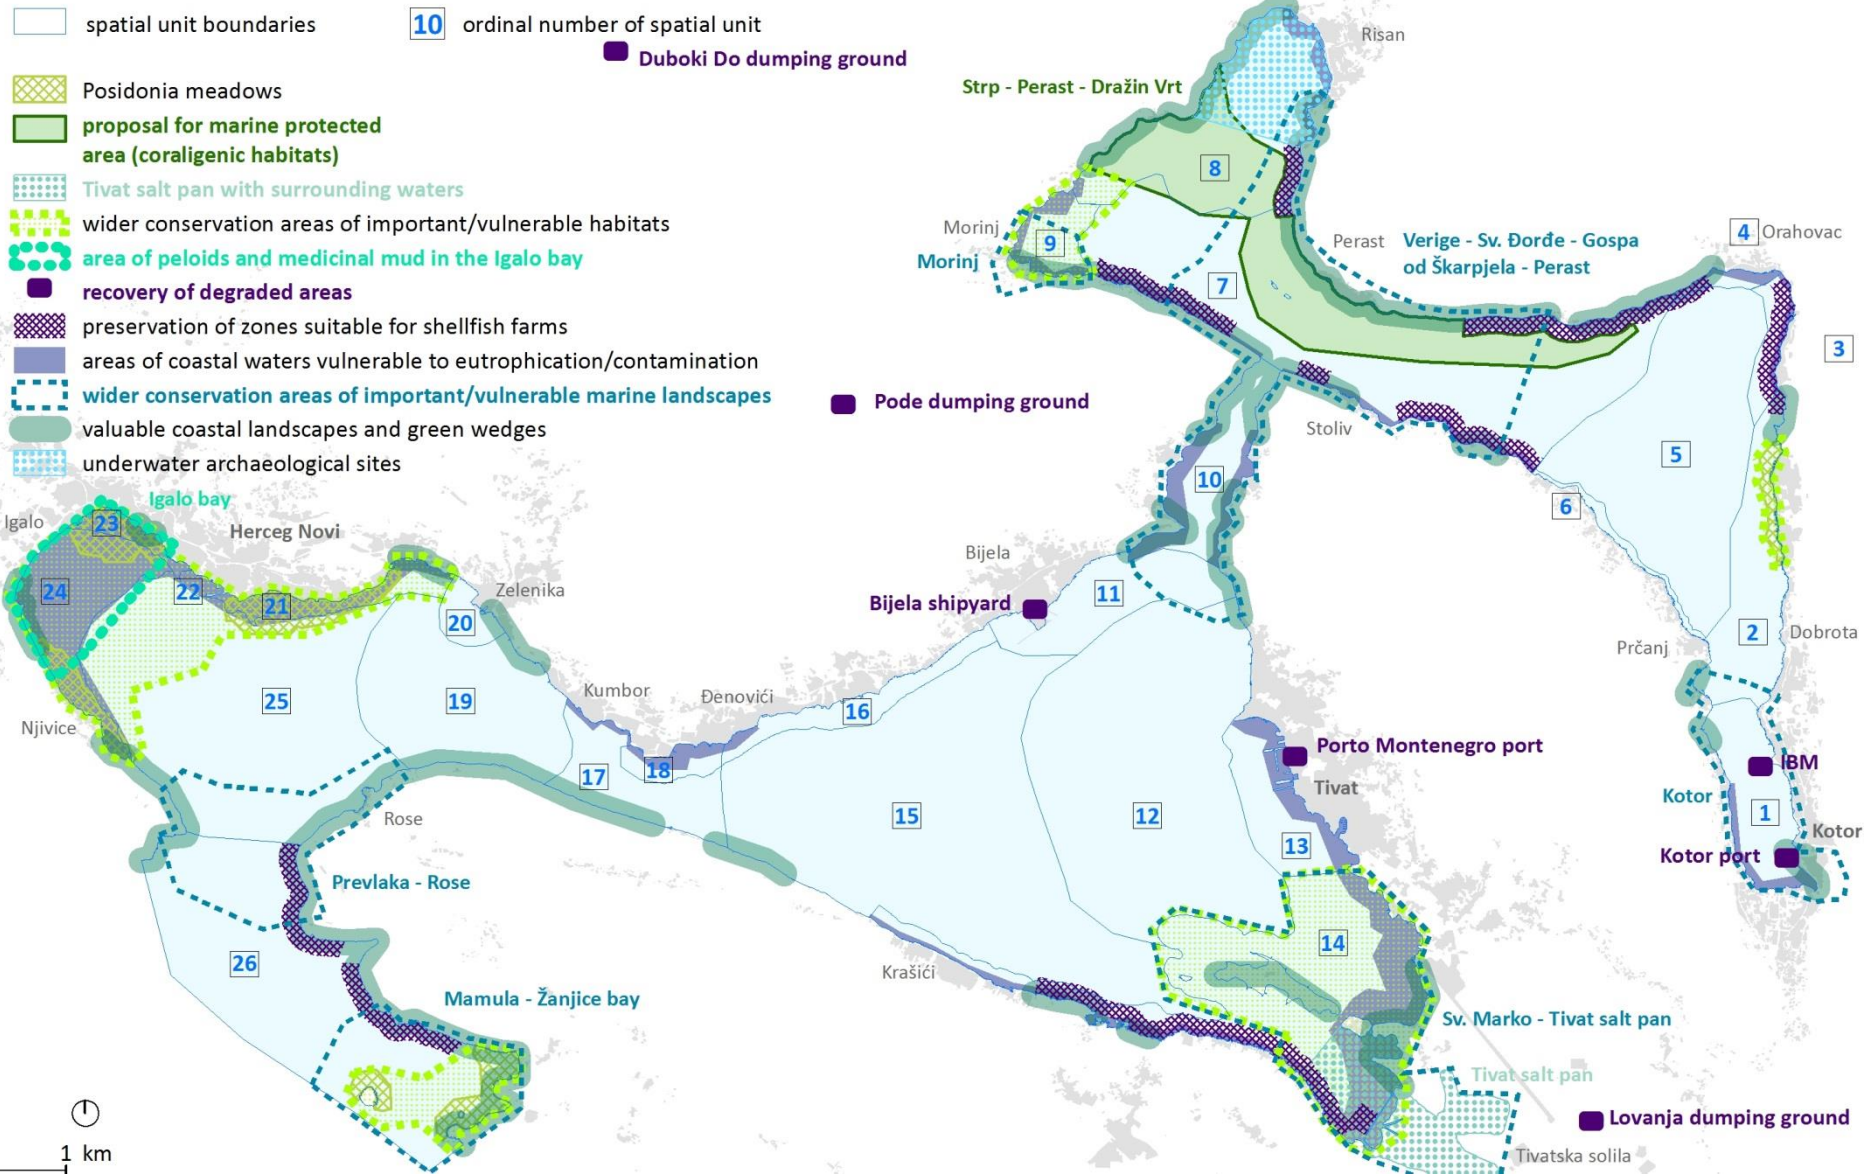 spatial unit boundaries
10 ordinal number of spatial unit
Duboki Do dumping ground
Posidonia meadows
proposal for marine protected
area (coraligenic habitats)
Tivat salt pan with surrounding waters
wider conservation areas of important/vulnerable habitats
area of peloids and medicinal mud in the Igalo bay
recovery of degraded areas
preservation of zones suitable for shellfish farms
areas of coastal waters vulnerable to eutrophication/contamination
wider conservation areas of important/vulnerable marine landscapes
valuable coastal landscapes and green wedges
underwater archaeological sites
Risan
Strp - Perast - Dražin Vrt
8
Morinj
9
Morinj
7
Perast
Verige - Sv. Đorđe - Gospa
od Škarpjela - Perast
4
Orahovac
3
Pode dumping ground
Stoliv
5
10
6
Igalo bay
Igalo
23
Herceg Novi
24
22
21
Zelenika
20
Bijela
11
Bijela shipyard
2
Dobrota
Prčanj
25
19
Kumbor
Đenovići
16
Njivice
17
18
Porto Montenegro port
Tivat
IBM
Kotor
1
Kotor
Kotor port
Rose
15
12
13
Prevlaka - Rose
14
26
Krašići
Mamula - Žanjice bay
Sv. Marko - Tivat salt pan
Tivat salt pan
Lovanja dumping ground
Tivatska solila
1 km